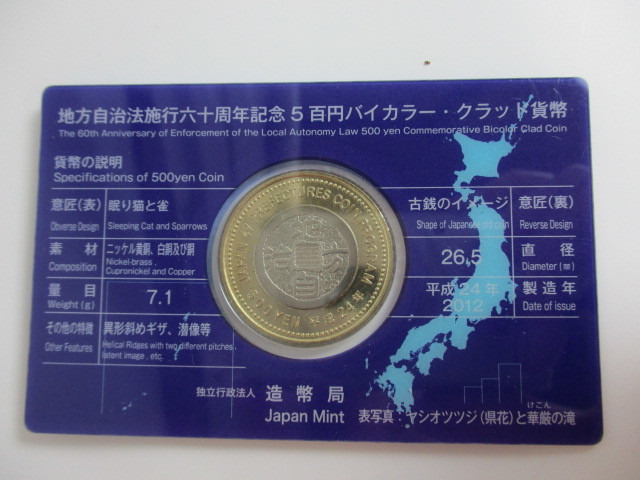 地方自治法施行六十周年記念5百円バイカラー・クラッド貨幣
The 60th Anniversary of Enforcement of the Local Autonomy Law 500 yen Commemorative Bicolor Clad Coin
貨幣の説明
Specifications of 500yen Coin
意匠(表)
Obverse Design
眠り猫と雀
Sleeping Cat and Sparrows
素材
Composition
ニッケル黄銅、白銅及び銅
Nickel-brass,
Cupronickel and Copper
量目
Weight (g)
7.1
その他の特徴
Other Features
異形斜めギザ、潜像等
Helical Ridges with two different pitches,
latent image, etc.
JAPAN 47 PREFECTURES COIN PROGRAM
500 YEN 平成24年
古銭のイメージ
Shape of Japanese old coin
意匠(裏)
Reverse Design
26.5
直径
Diameter (㎜)
平成24年
2012
製造年
Date of issue
独立行政法人 造幣局
Japan Mint
表写真:ヤシオツツジ(県花)と華厳の滝
けごん